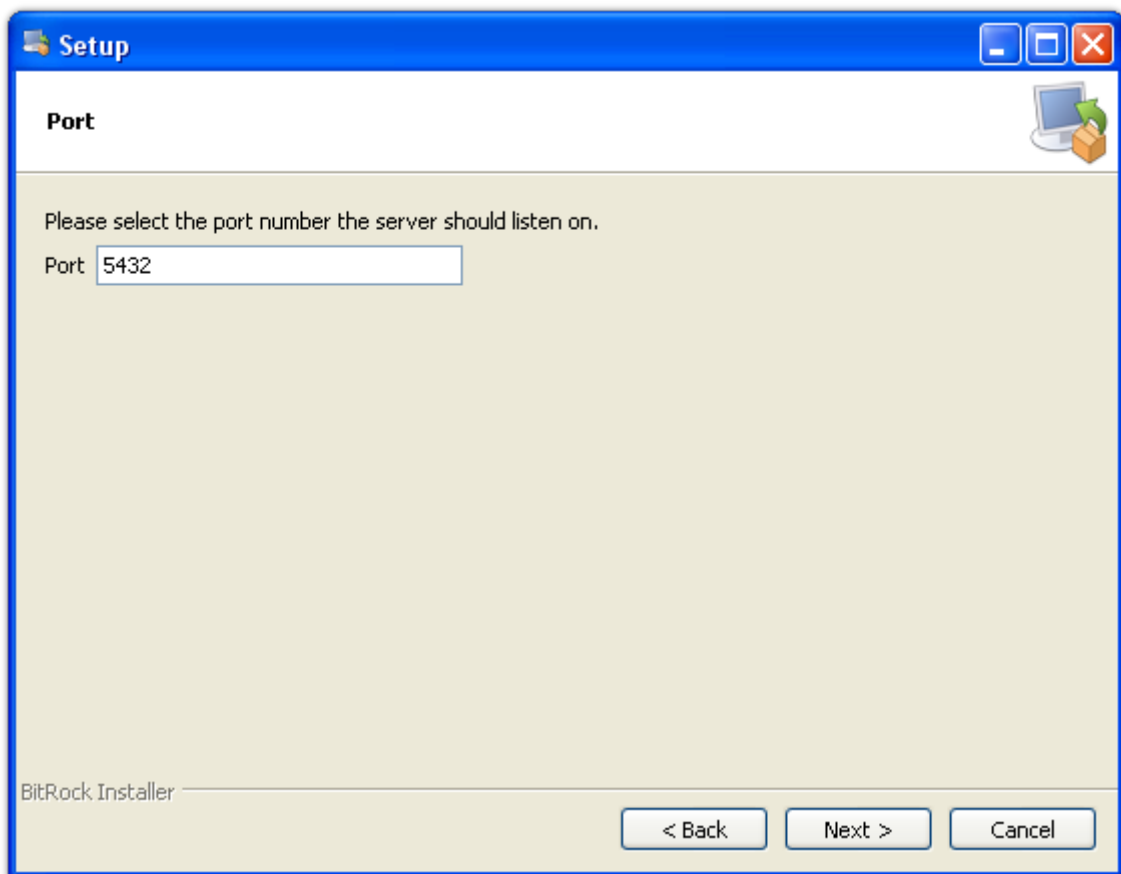 Setup
Port
Please select the port number the server should listen on.
Port 5432
BitRock Installer
< Back Next > Cancel